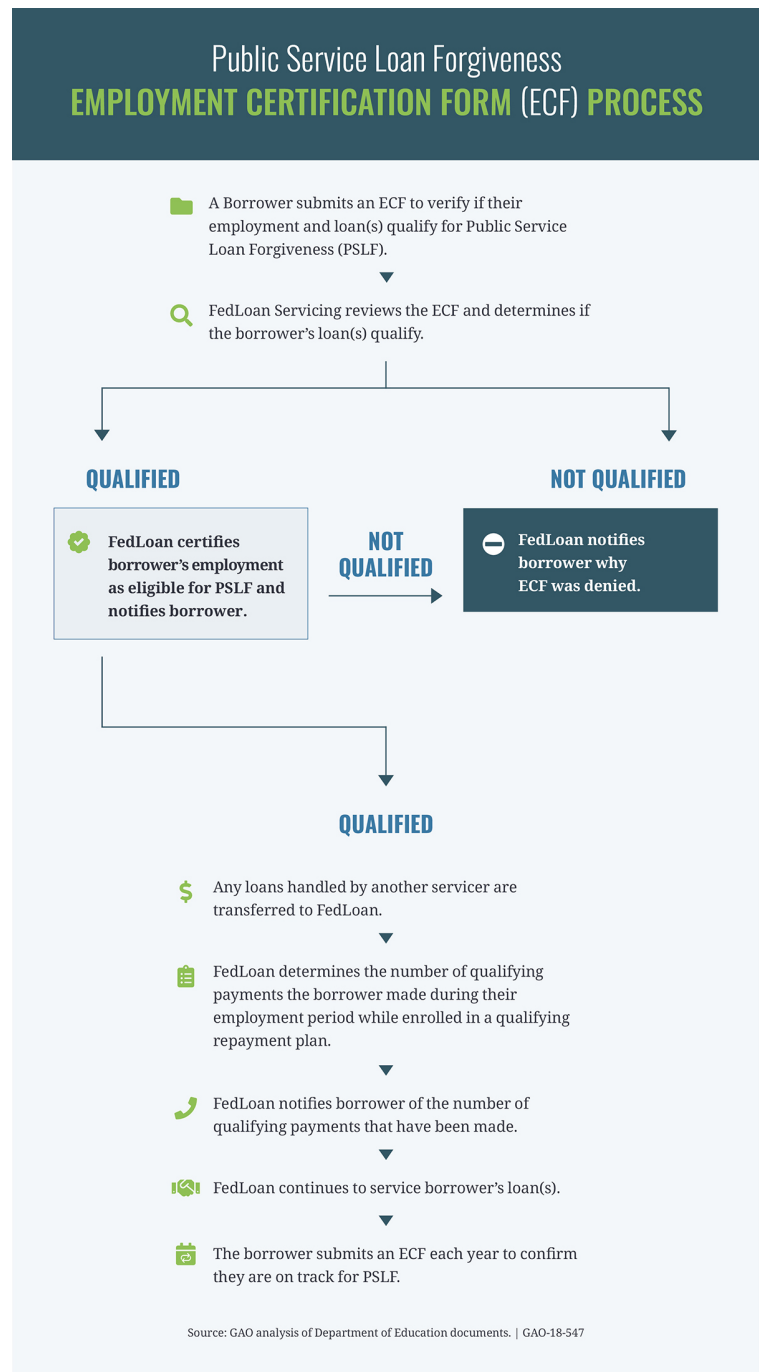 Public Service Loan Forgiveness
EMPLOYMENT CERTIFICATION FORM (ECF) PROCESS
A Borrower submits an ECF to verify if their
employment and loan(s) qualify for Public Service
Loan Forgiveness (PSLF).
FedLoan Servicing reviews the ECF and determines if
the borrower’s loan(s) qualify.
QUALIFIED
FedLoan certifies
borrower’s employment
as eligible for PSLF and
notifies borrower.
NOT
QUALIFIED
NOT QUALIFIED
FedLoan notifies
borrower why
ECF was denied.
QUALIFIED
Any loans handled by another servicer are
transferred to FedLoan.
FedLoan determines the number of qualifying
payments the borrower made during their
employment period while enrolled in a qualifying
repayment plan.
FedLoan notifies borrower of the number of
qualifying payments that have been made.
FedLoan continues to service borrower’s loan(s).
The borrower submits an ECF each year to confirm
they are on track for PSLF.
Source: GAO analysis of Department of Education documents. | GAO-18-547